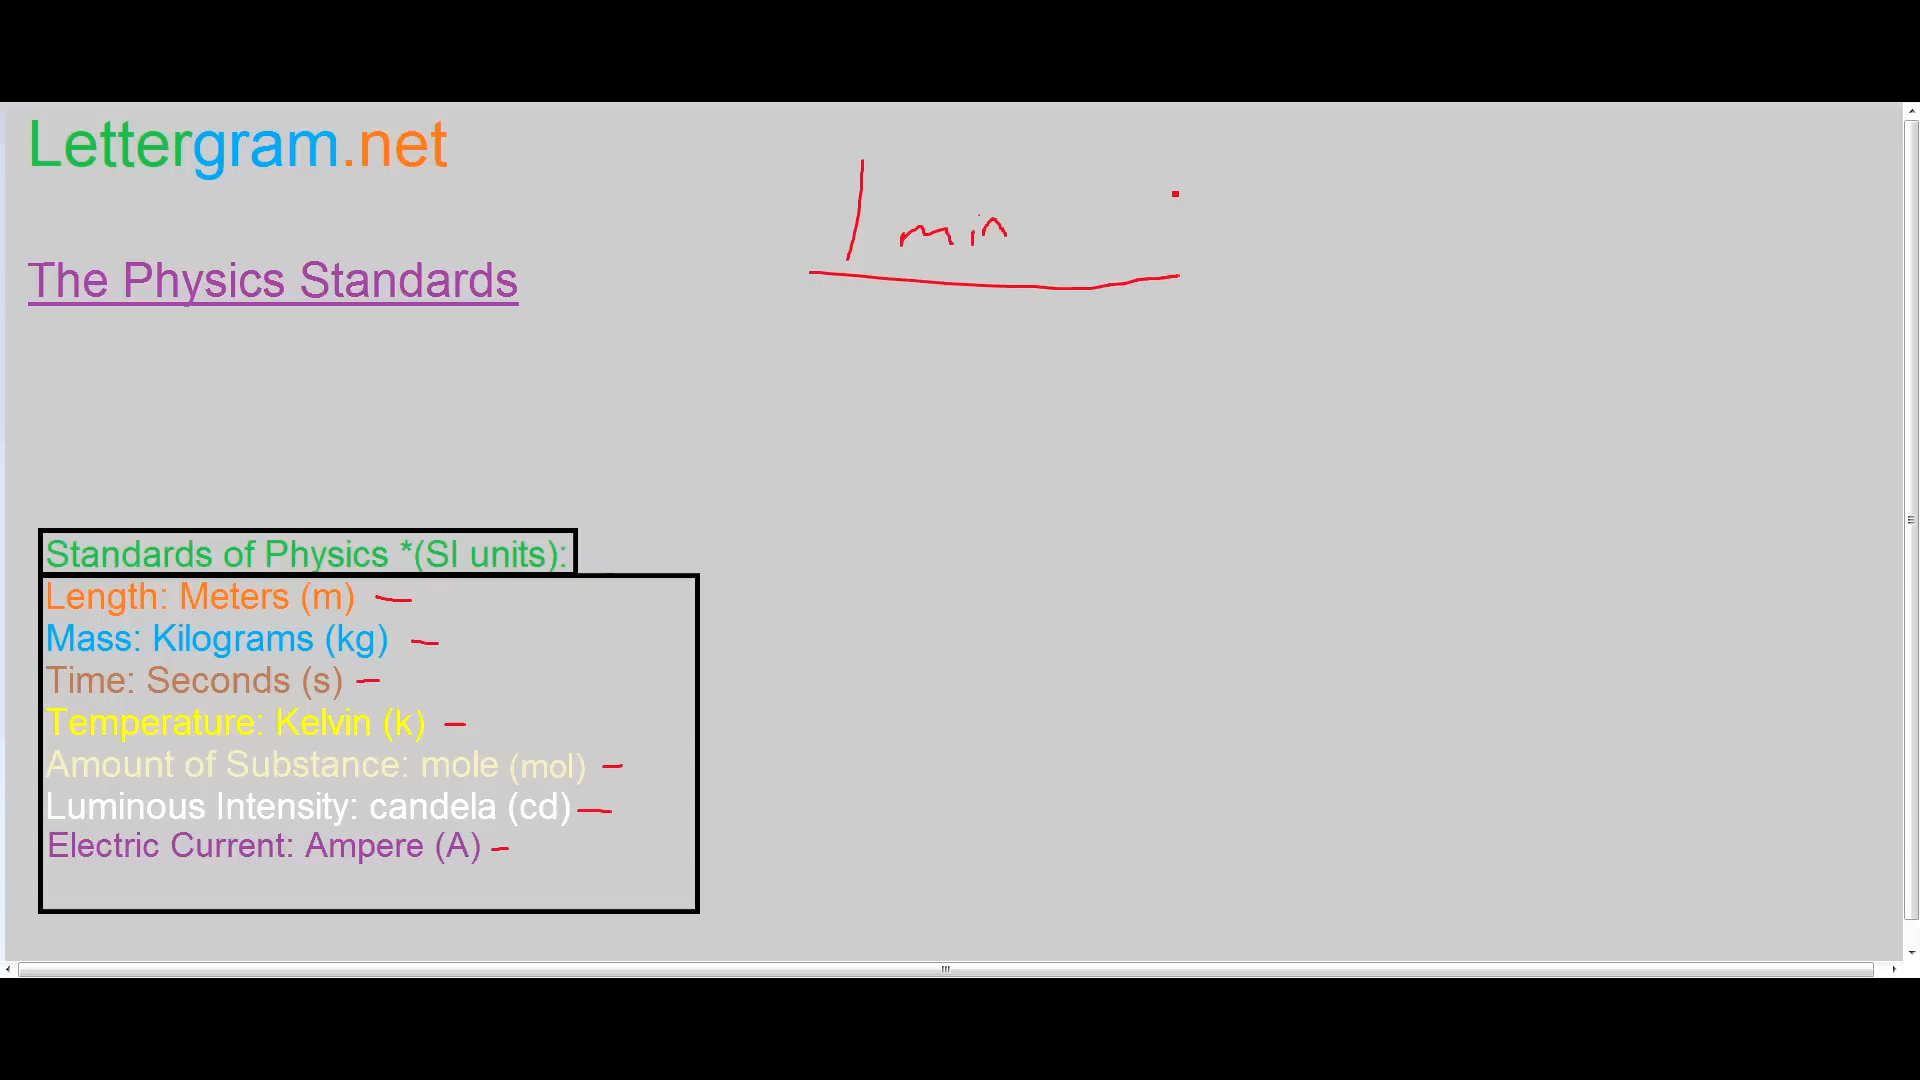 Lettergram.net
1 min
The Physics Standards
Standards of Physics *(SI units):
Length: Meters (m)
Mass: Kilograms (kg)
Time: Seconds (s)
Temperature: Kelvin (k)
Amount of Substance: mole (mol)
Luminous Intensity: candela (cd)
Electric Current: Ampere (A)